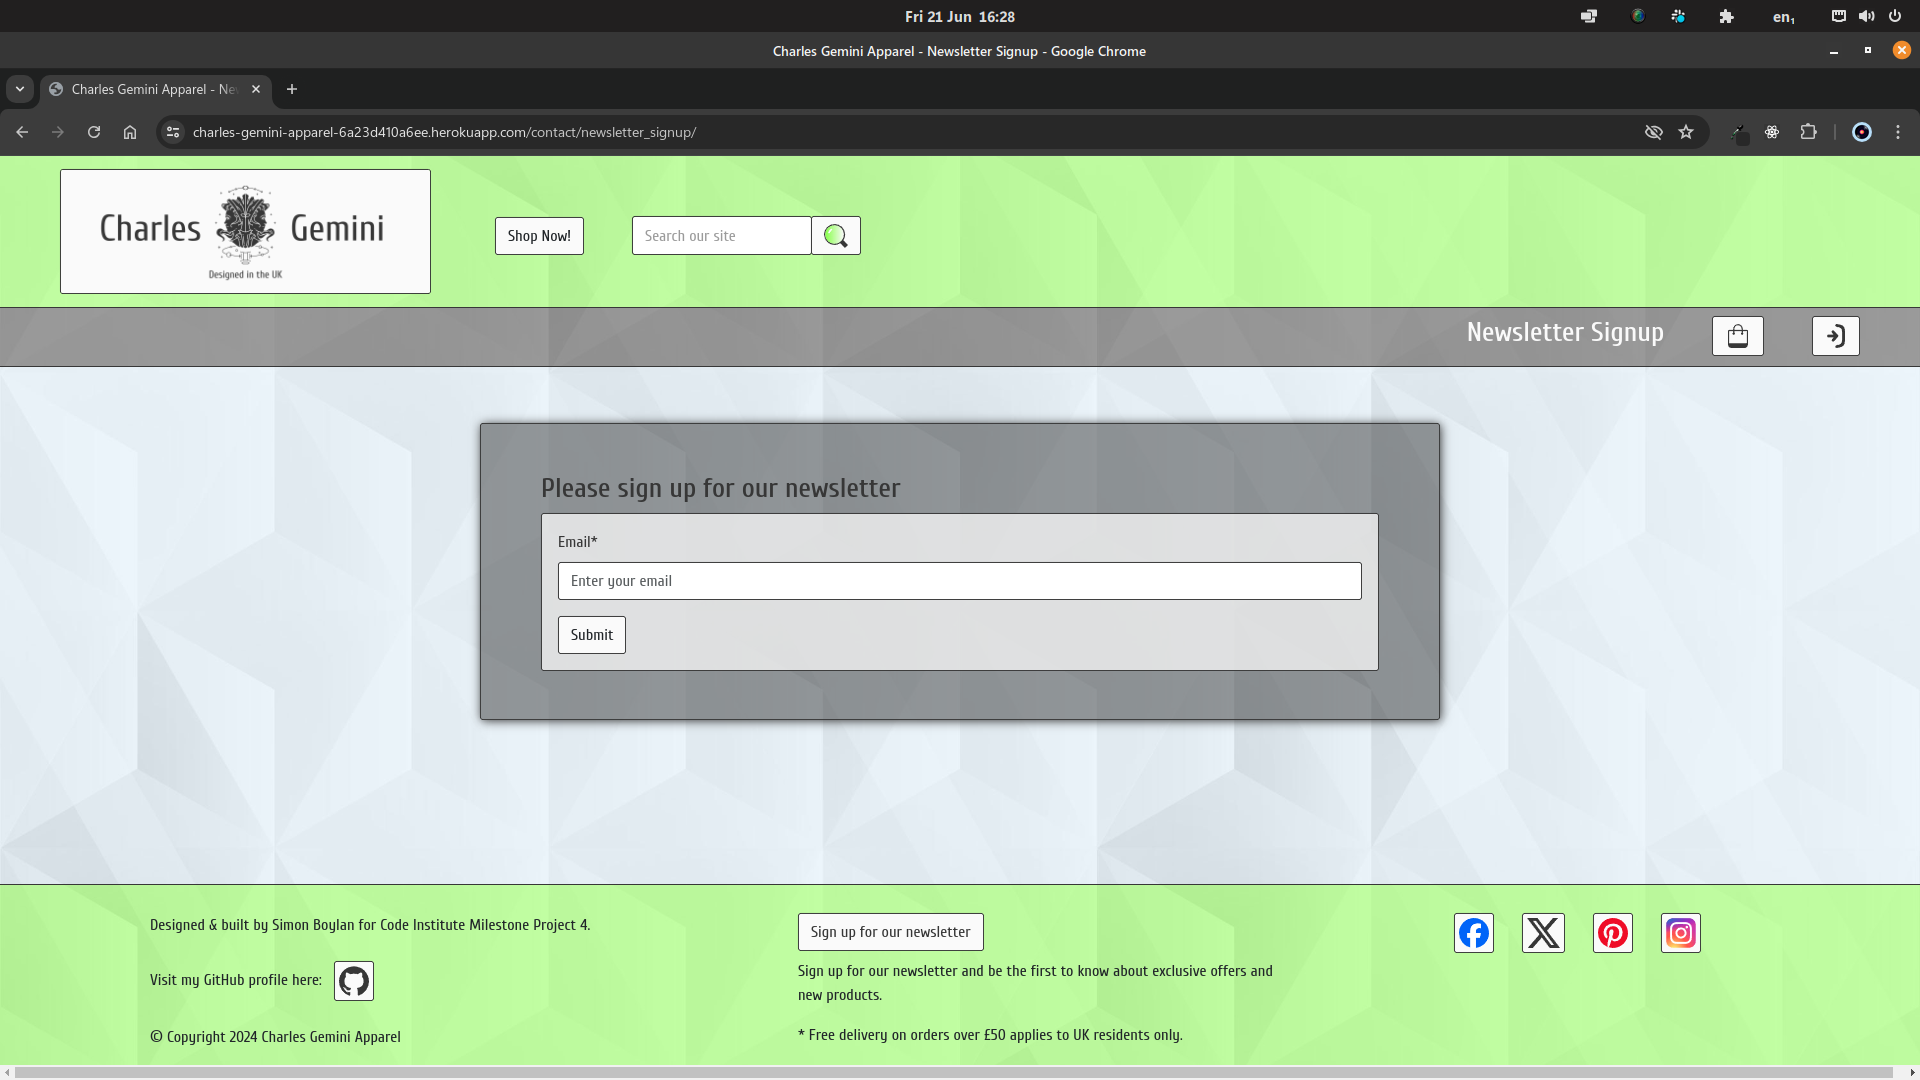 Fri 21 Jun 16:28
en₁
Charles Gemini Apparel - Newsletter Signup - Google Chrome
Charles Gemini Apparel - Ne
charles-gemini-apparel-6a23d410a6ee.herokuapp.com/contact/newsletter_signup/
Charles Gemini
Designed in the UK
Shop Now!
Search our site
Newsletter Signup
Please sign up for our newsletter
Email*
Enter your email
Submit
Designed & built by Simon Boylan for Code Institute Milestone Project 4.
Visit my GitHub profile here:
© Copyright 2024 Charles Gemini Apparel
Sign up for our newsletter
Sign up for our newsletter and be the first to know about exclusive offers and
new products.
* Free delivery on orders over £50 applies to UK residents only.